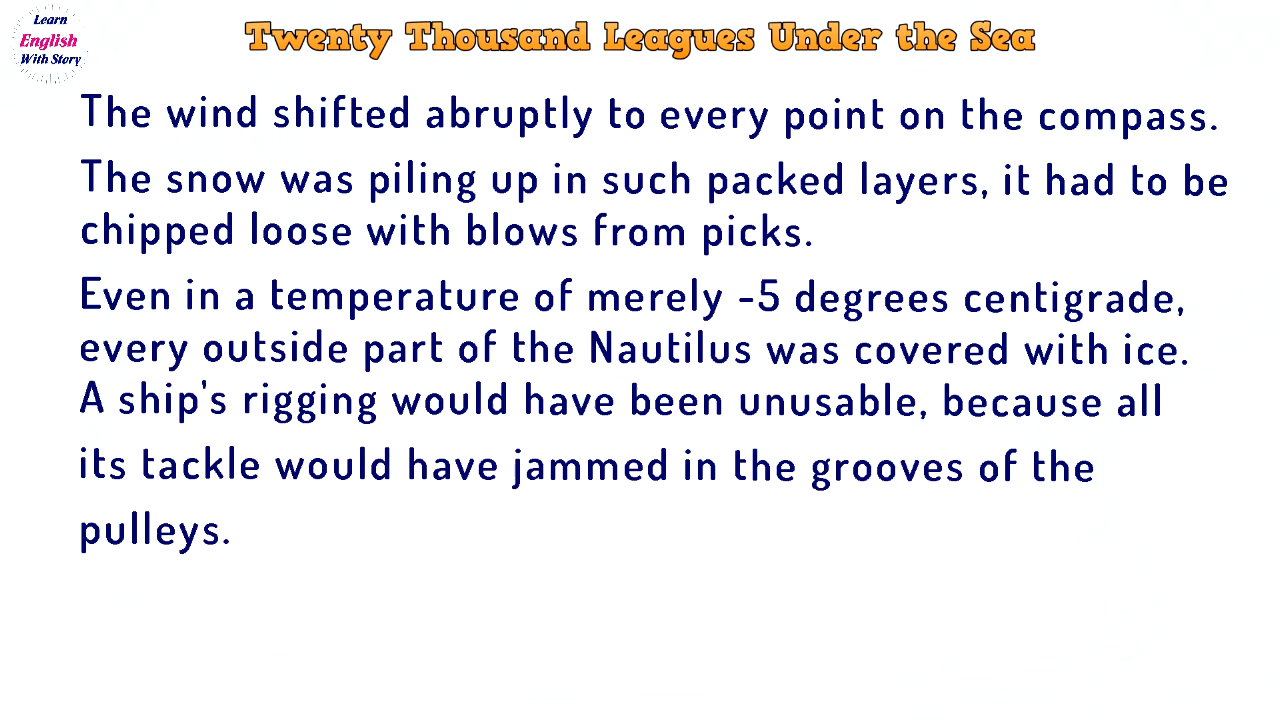 Learn
English
With Story
Twenty Thousand Leagues Under the Sea
The wind shifted abruptly to every point on the compass.
The snow was piling up in such packed layers, it had to be
chipped loose with blows from picks.
Even in a temperature of merely -5 degrees centigrade,
every outside part of the Nautilus was covered with ice.
A ship's rigging would have been unusable, because all
its tackle would have jammed in the grooves of the
pulleys.